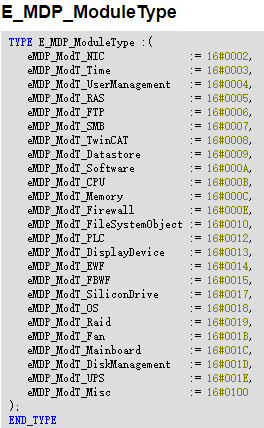 E_MDP_ModuleType
TYPE E_MDP_ModuleType :(
eMDP_ModT_NIC := 16#0002,
eMDP_ModT_Time := 16#0003,
eMDP_ModT_UserManagement := 16#0004,
eMDP_ModT_RAS := 16#0005,
eMDP_ModT_FTP := 16#0006,
eMDP_ModT_SMB := 16#0007,
eMDP_ModT_TwinCAT := 16#0008,
eMDP_ModT_Datastore := 16#0009,
eMDP_ModT_Software := 16#000A,
eMDP_ModT_CPU := 16#000B,
eMDP_ModT_Memory := 16#000C,
eMDP_ModT_Firewall := 16#000E,
eMDP_ModT_FileSystemObject := 16#0010,
eMDP_ModT_PLC := 16#0012,
eMDP_ModT_DisplayDevice := 16#0013,
eMDP_ModT_EWF := 16#0014,
eMDP_ModT_FBWF := 16#0015,
eMDP_ModT_SiliconDrive := 16#0017,
eMDP_ModT_OS := 16#0018,
eMDP_ModT_Raid := 16#0019,
eMDP_ModT_Fan := 16#001B,
eMDP_ModT_Mainboard := 16#001C,
eMDP_ModT_DiskManagement := 16#001D,
eMDP_ModT_UPS := 16#001E,
eMDP_ModT_Misc := 16#0100
);
END_TYPE